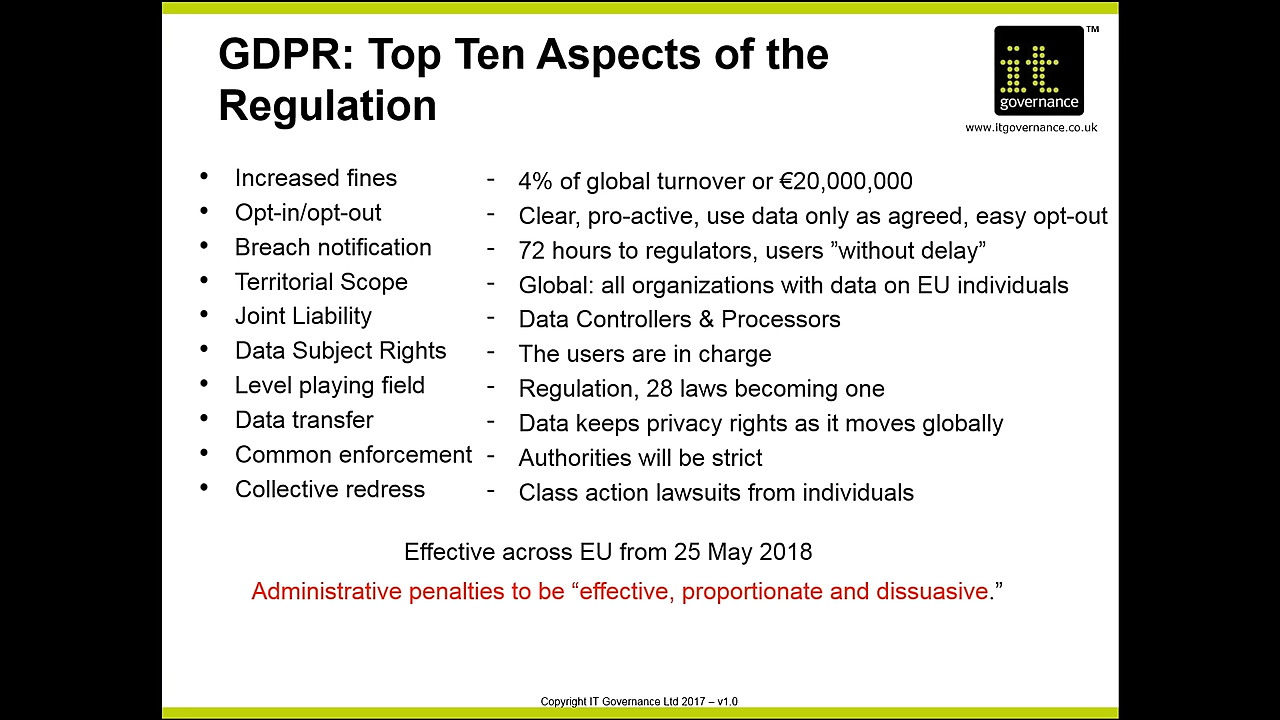 GDPR: Top Ten Aspects of the
Regulation
it
governance
TM
www.itgovernance.co.uk
• Increased fines - 4% of global turnover or €20,000,000
• Opt-in/opt-out - Clear, pro-active, use data only as agreed, easy opt-out
• Breach notification - 72 hours to regulators, users ”without delay”
• Territorial Scope - Global: all organizations with data on EU individuals
• Joint Liability - Data Controllers & Processors
• Data Subject Rights - The users are in charge
• Level playing field - Regulation, 28 laws becoming one
• Data transfer - Data keeps privacy rights as it moves globally
• Common enforcement - Authorities will be strict
• Collective redress - Class action lawsuits from individuals
Effective across EU from 25 May 2018
Administrative penalties to be “effective, proportionate and dissuasive.”
Copyright IT Governance Ltd 2017 – v1.0